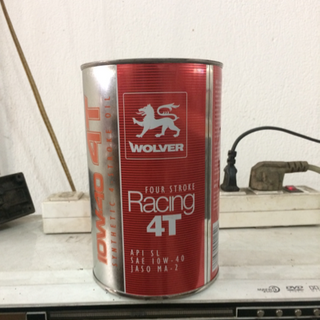 WOLVER
FOUR STROKE
Racing
4T
API SL
SAE 10W-40
JASO MA-2
10W-40 4T